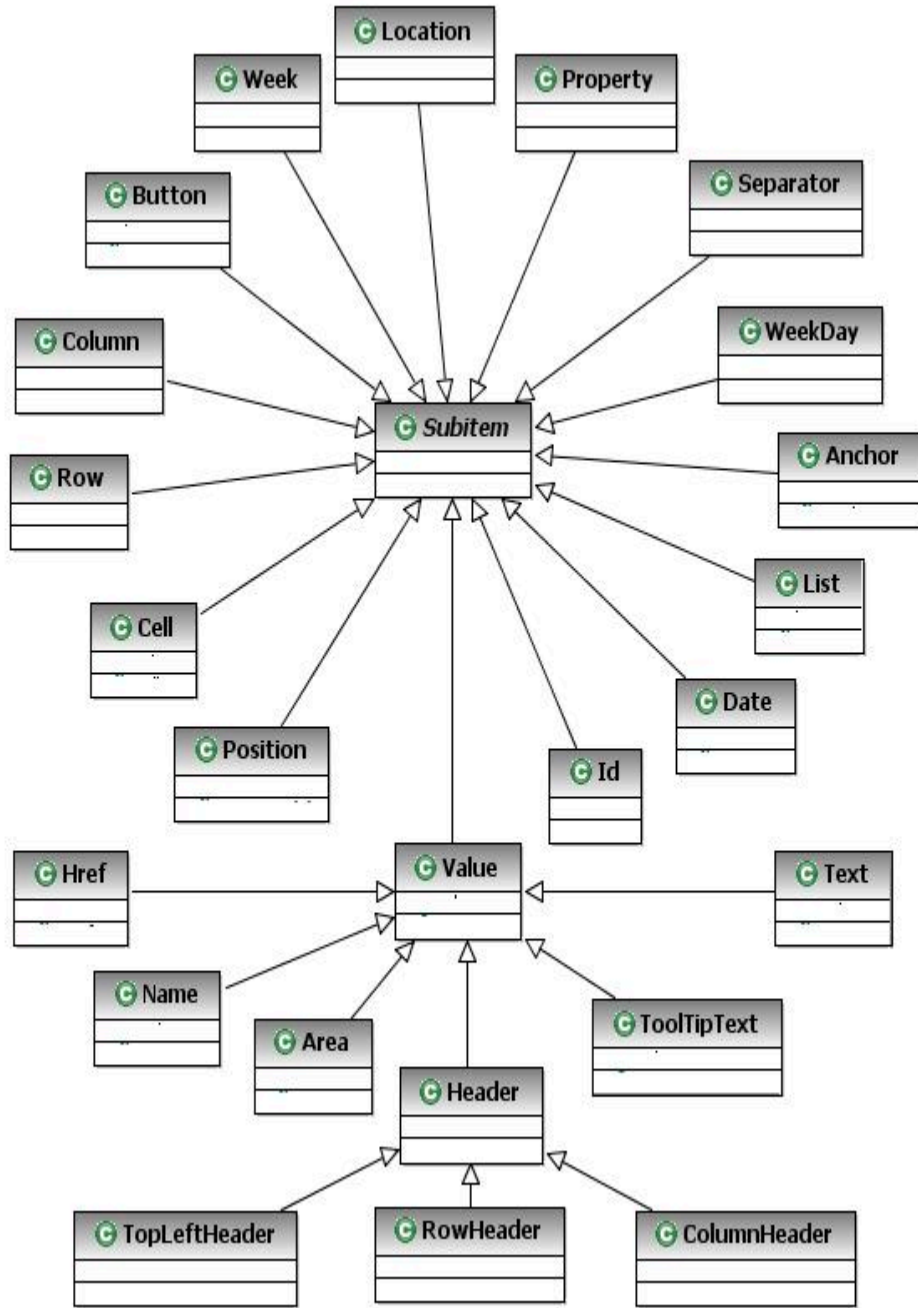 C Location
C Week
C Property
C Separator
C Button
C Column
C WeekDay
C Subitem
C Row
C Anchor
C List
C Cell
C Date
C Position
C Id
C Href
C Value
C Text
C Name
C ToolTipText
C Area
C Header
C TopLeftHeader
C RowHeader
C ColumnHeader